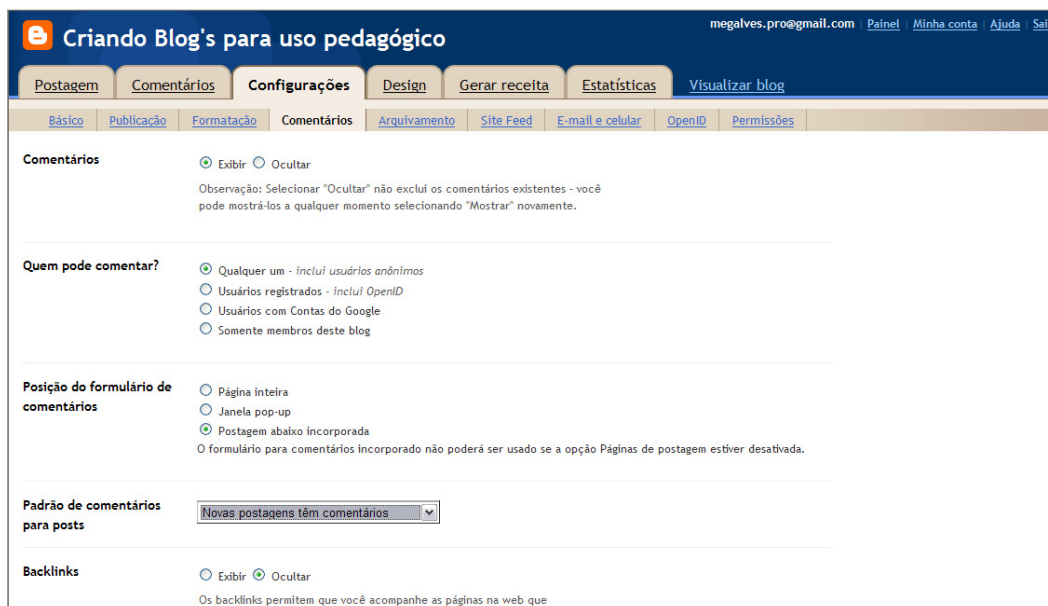 megalves.pro@gmail.com | Painel | Minha conta | Ajuda | Sai
Criando Blog's para uso pedagógico
Postagem Comentários Configurações Design Gerar receita Estatísticas Visualizar blog
Básico Publicação Formatação Comentários Arquivamento Site Feed E-mail e celular OpenID Permissões
Comentários
Exibir Ocultar
Observação: Selecionar "Ocultar" não exclui os comentários existentes - você
pode mostrá-los a qualquer momento selecionando "Mostrar" novamente.
Quem pode comentar?
Qualquer um - inclui usuários anônimos
Usuários registrados - inclui OpenID
Usuários com Contas do Google
Somente membros deste blog
Posição do formulário de
comentários
Página inteira
Janela pop-up
Postagem abaixo incorporada
O formulário para comentários incorporado não poderá ser usado se a opção Páginas de postagem estiver desativada.
Padrão de comentários
para posts
Novas postagens têm comentários
Backlinks
Exibir Ocultar
Os backlinks permitem que você acompanhe as páginas na web que